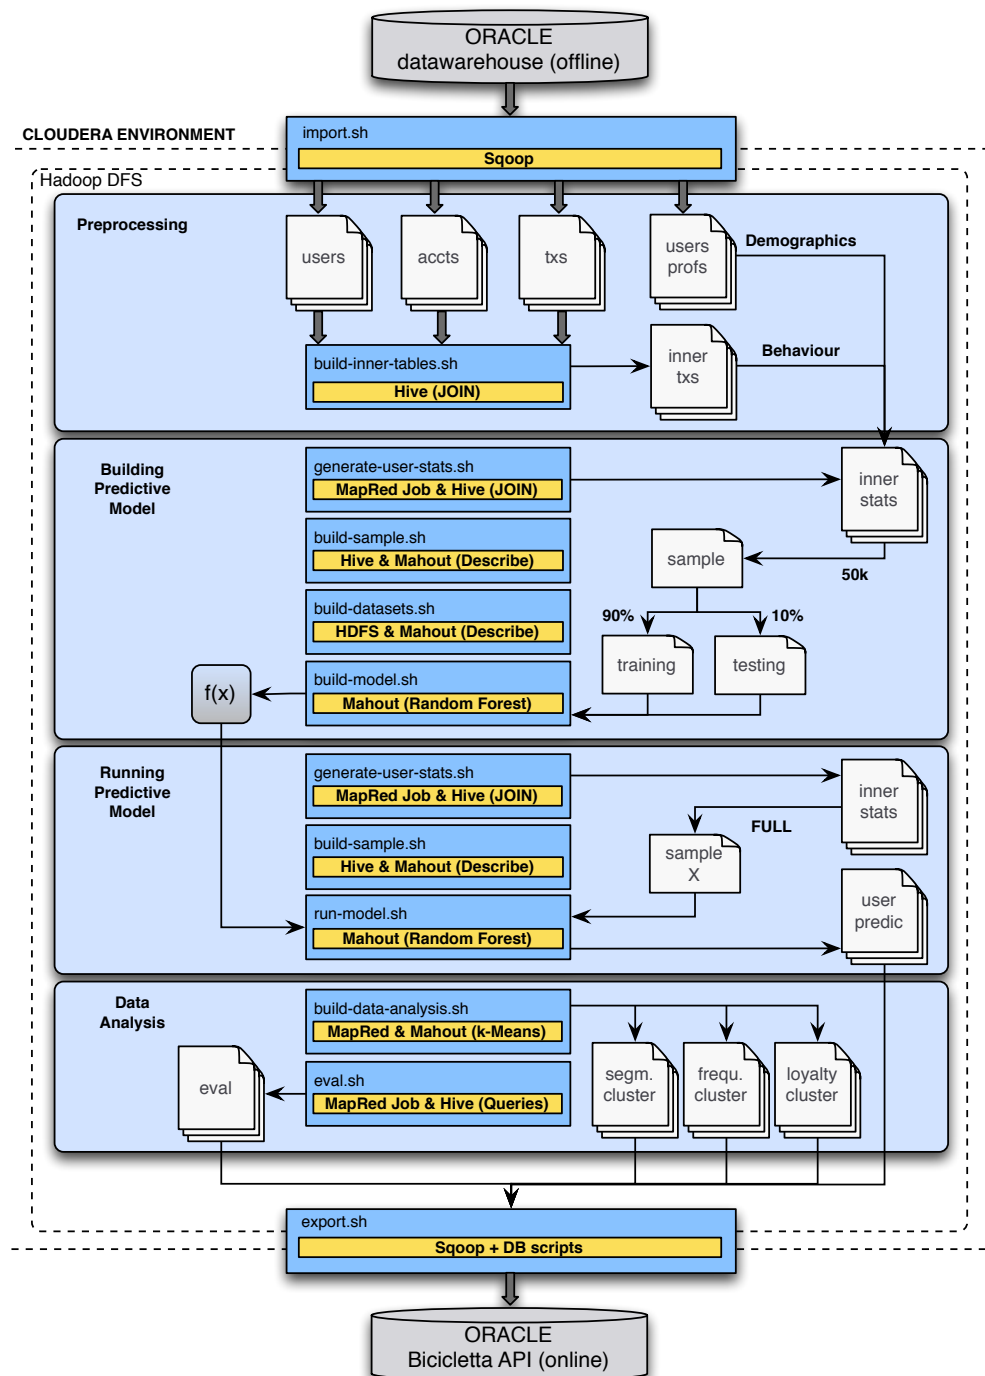 ORACLE
datawarehouse (offline)
CLOUDERA ENVIRONMENT
import.sh
Sqoop
Hadoop DFS
Preprocessing
users
accts
txs
users
profs
Demographics
build-inner-tables.sh
Hive (JOIN)
inner
txs
Behaviour
Building
Predictive
Model
generate-user-stats.sh
MapRed Job & Hive (JOIN)
inner
stats
build-sample.sh
Hive & Mahout (Describe)
sample
50k
build-datasets.sh
HDFS & Mahout (Describe)
90%
10%
training
testing
build-model.sh
Mahout (Random Forest)
f(x)
Running
Predictive
Model
generate-user-stats.sh
MapRed Job & Hive (JOIN)
inner
stats
FULL
build-sample.sh
Hive & Mahout (Describe)
sample
X
run-model.sh
Mahout (Random Forest)
user
predic
Data
Analysis
build-data-analysis.sh
MapRed & Mahout (k-Means)
segm.
cluster
frequ.
cluster
loyalty
cluster
eval
eval.sh
MapRed Job & Hive (Queries)
export.sh
Sqoop + DB scripts
ORACLE
Bicicletta API (online)